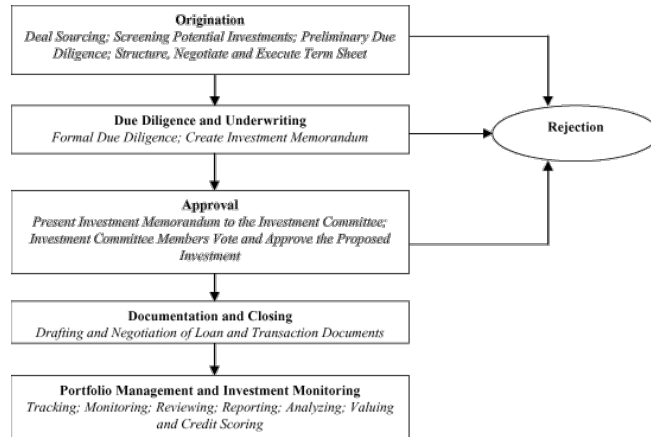 Origination
Deal Sourcing; Screening Potential Investments; Preliminary Due
Diligence; Structure, Negotiate and Execute Term Sheet
Due Diligence and Underwriting
Formal Due Diligence; Create Investment Memorandum
Rejection
Approval
Present Investment Memorandum to the Investment Committee;
Investment Committee Members Vote and Approve the Proposed
Investment
Documentation and Closing
Drafting and Negotiation of Loan and Transaction Documents
Portfolio Management and Investment Monitoring
Tracking; Monitoring; Reviewing; Reporting; Analyzing; Valuing
and Credit Scoring